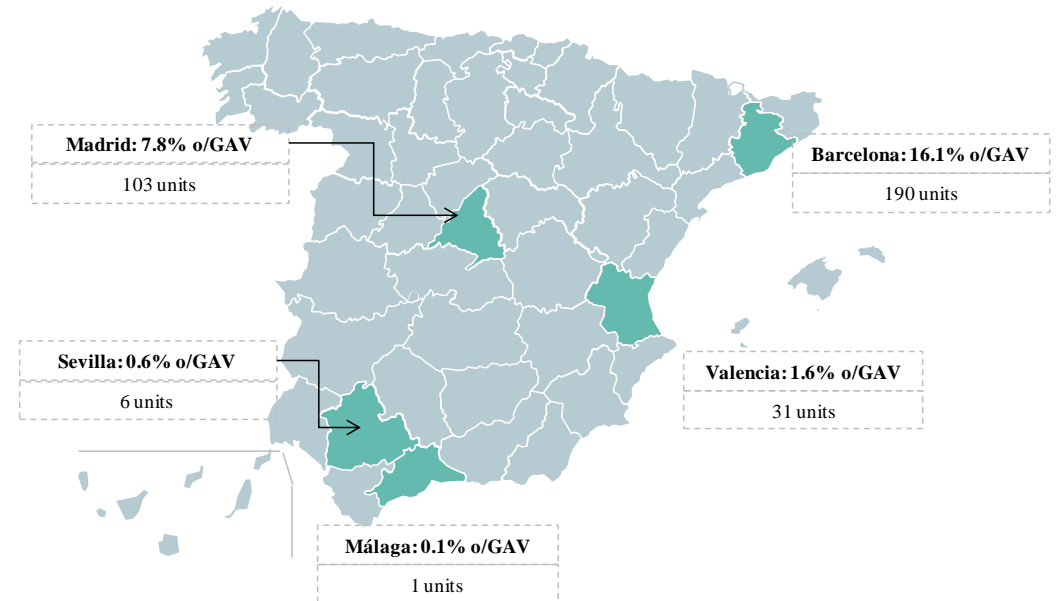 Madrid: 7.8% o/GAV
103 units
Barcelona: 16.1% o/GAV
190 units
Sevilla: 0.6% o/GAV
6 units
Valencia: 1.6% o/GAV
31 units
Málaga: 0.1% o/GAV
1 units